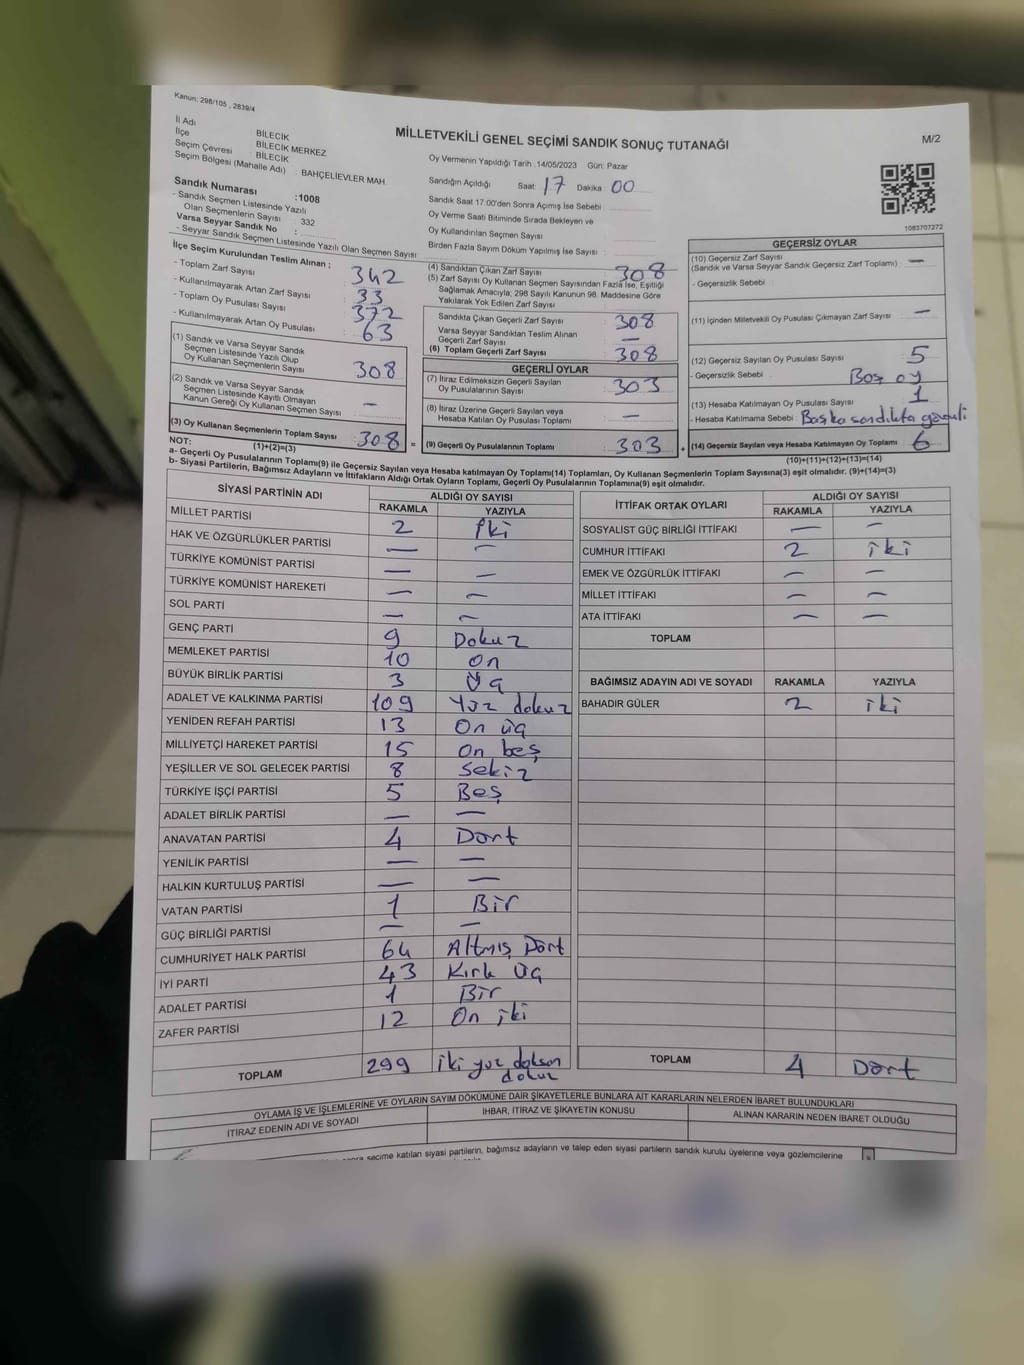 Kanun: 298/105 , 2839/4
MİLLETVEKİLİ GENEL SEÇİMİ SANDIK SONUÇ TUTANAĞI
M/2
İl Adı : BİLECİK
İlçe : BİLECİK MERKEZ
Seçim Çevresi : BİLECİK
Seçim Bölgesi (Mahalle Adı) : BAHÇELİEVLER MAH.
Sandık Numarası :1008
- Sandık Seçmen Listesinde Yazılı
Olan Seçmenlerin Sayısı : 332
Varsa Seyyar Sandık No :
- Seyyar Sandık Seçmen Listesinde Yazılı Olan Seçmen Sayısı
Oy Vermenin Yapıldığı Tarih :14/05/2023 Gün: Pazar
Sandığın Açıldığı Saat: 17 Dakika 00
Sandık Saat 17:00'den Sonra Açımış İse Sebebi :
Oy Verme Saati Bitiminde Sırada Bekleyen ve
Oy Kullandırılan Seçmen Sayısı :
Birden Fazla Sayım Döküm Yapılmış İse Sayısı :
1083707272
İlçe Seçim Kurulundan Teslim Alınan ;
- Toplam Zarf Sayısı : 342
- Kullanılmayarak Artan Zarf Sayısı : 33
- Toplam Oy Pusulası Sayısı : 372
- Kullanılmayarak Artan Oy Pusulası : 63
(1) Sandık ve Varsa Seyyar Sandık
Seçmen Listesinde Yazılı Olup
Oy Kullanan Seçmenlerin Sayısı : 308
(2) Sandık ve Varsa Seyyar Sandık
Seçmen Listesinde Kayıtlı Olmayan
Kanun Gereği Oy Kullanan Seçmen Sayısı : -
(3) Oy Kullanan Seçmenlerin Toplam Sayısı : 308 =
(1)+(2)=(3)
(4) Sandıktan Çıkan Zarf Sayısı : 308
(5) Zarf Sayısı Oy Kullanan Seçmen Sayısından Fazla İse, Eşitliği
Sağlamak Amacıyla; 298 Sayılı Kanunun 98. Maddesine Göre
Yakılarak Yok Edilen Zarf Sayısı
Sandıkta Çıkan Geçerli Zarf Sayısı : 308
Varsa Seyyar Sandıktan Teslim Alınan
Geçerli Zarf Sayısı : -
(6) Toplam Geçerli Zarf Sayısı : 308
GEÇERLİ OYLAR
(7) İtiraz Edilmeksizin Geçerli Sayılan
Oy Pusulalarının Sayısı : 303
(8) İtiraz Üzerine Geçerli Sayılan veya
Hesaba Katılan Oy Pusulası Toplamı : -
(9) Geçerli Oy Pusulalarının Toplamı : 303 +
GEÇERSİZ OYLAR
(10) Geçersiz Zarf Sayısı
(Sandık ve Varsa Seyyar Sandık Geçersiz Zarf Toplamı) : -
- Geçersizlik Sebebi :
(11) İçinden Milletvekili Oy Pusulası Çıkmayan Zarf Sayısı : -
(12) Geçersiz Sayılan Oy Pusulası Sayısı : 5
- Geçersizlik Sebebi : Boş oy
(13) Hesaba Katılmayan Oy Pusulası Sayısı : 1
- Hesaba Katılmama Sebebi : Başka sandıkta görevli
(14) Geçersiz Sayılan veya Hesaba Katılmayan Oy Toplamı : 6
(10)+(11)+(12)+(13)=(14)
NOT:
a- Geçerli Oy Pusulalarının Toplamı(9) ile Geçersiz Sayılan veya Hesaba katılmayan Oy Toplamı(14) Toplamları, Oy Kullanan Seçmenlerin Toplam Sayısına(3) eşit olmalıdır. (9)+(14)=(3)
b- Siyasi Partilerin, Bağımsız Adayların ve İttifakların Aldığı Ortak Oyların Toplamı, Geçerli Oy Pusulalarının Toplamına(9) eşit olmalıdır.
SİYASİ PARTİNİN ADI ALDIĞI OY SAYISI
RAKAMLA YAZIYLA
MİLLET PARTİSİ 2 İki
HAK VE ÖZGÜRLÜKLER PARTİSİ - -
TÜRKİYE KOMÜNİST PARTİSİ - -
TÜRKİYE KOMÜNİST HAREKETİ - -
SOL PARTİ - -
GENÇ PARTİ 9 Dokuz
MEMLEKET PARTİSİ 10 On
BÜYÜK BİRLİK PARTİSİ 3 Üç
ADALET VE KALKINMA PARTİSİ 109 Yüz dokuz
YENİDEN REFAH PARTİSİ 13 On üç
MİLLİYETÇİ HAREKET PARTİSİ 15 On beş
YEŞİLLER VE SOL GELECEK PARTİSİ 8 Sekiz
TÜRKİYE İŞÇİ PARTİSİ 5 Beş
ADALET BİRLİK PARTİSİ - -
ANAVATAN PARTİSİ 4 Dört
YENİLİK PARTİSİ - -
HALKIN KURTULUŞ PARTİSİ - -
VATAN PARTİSİ 1 Bir
GÜÇ BİRLİĞİ PARTİSİ - -
CUMHURİYET HALK PARTİSİ 64 Altmış Dört
İYİ PARTİ 43 Kırk Üç
ADALET PARTİSİ 1 Bir
ZAFER PARTİSİ 12 On iki
TOPLAM 299 iki yüz doksan
dokuz
İTTİFAK ORTAK OYLARI ALDIĞI OY SAYISI
RAKAMLA YAZIYLA
SOSYALİST GÜÇ BİRLİĞİ İTTİFAKI - -
CUMHUR İTTİFAKI 2 iki
EMEK VE ÖZGÜRLÜK İTTİFAKI - -
MİLLET İTTİFAKI - -
ATA İTTİFAKI - -
TOPLAM
BAĞIMSIZ ADAYIN ADI VE SOYADI RAKAMLA YAZIYLA
BAHADIR GÜLER 2 iki
TOPLAM 4 Dört
OYLAMA İŞ VE İŞLEMLERİNE VE OYLARIN SAYIM DÖKÜMÜNE DAİR ŞİKAYETLERLE BUNLARA AİT KARARLARIN NELERDEN İBARET BULUNDUKLARI
İTİRAZ EDENİN ADI VE SOYADI İHBAR, İTİRAZ VE ŞİKAYETİN KONUSU ALINAN KARARIN NEDEN İBARET OLDUĞU
seçime katılan siyasi partilerin, bağımsız adayların ve talep eden siyasi partilerin sandık kurulu üyelerine veya gözlemcilerine